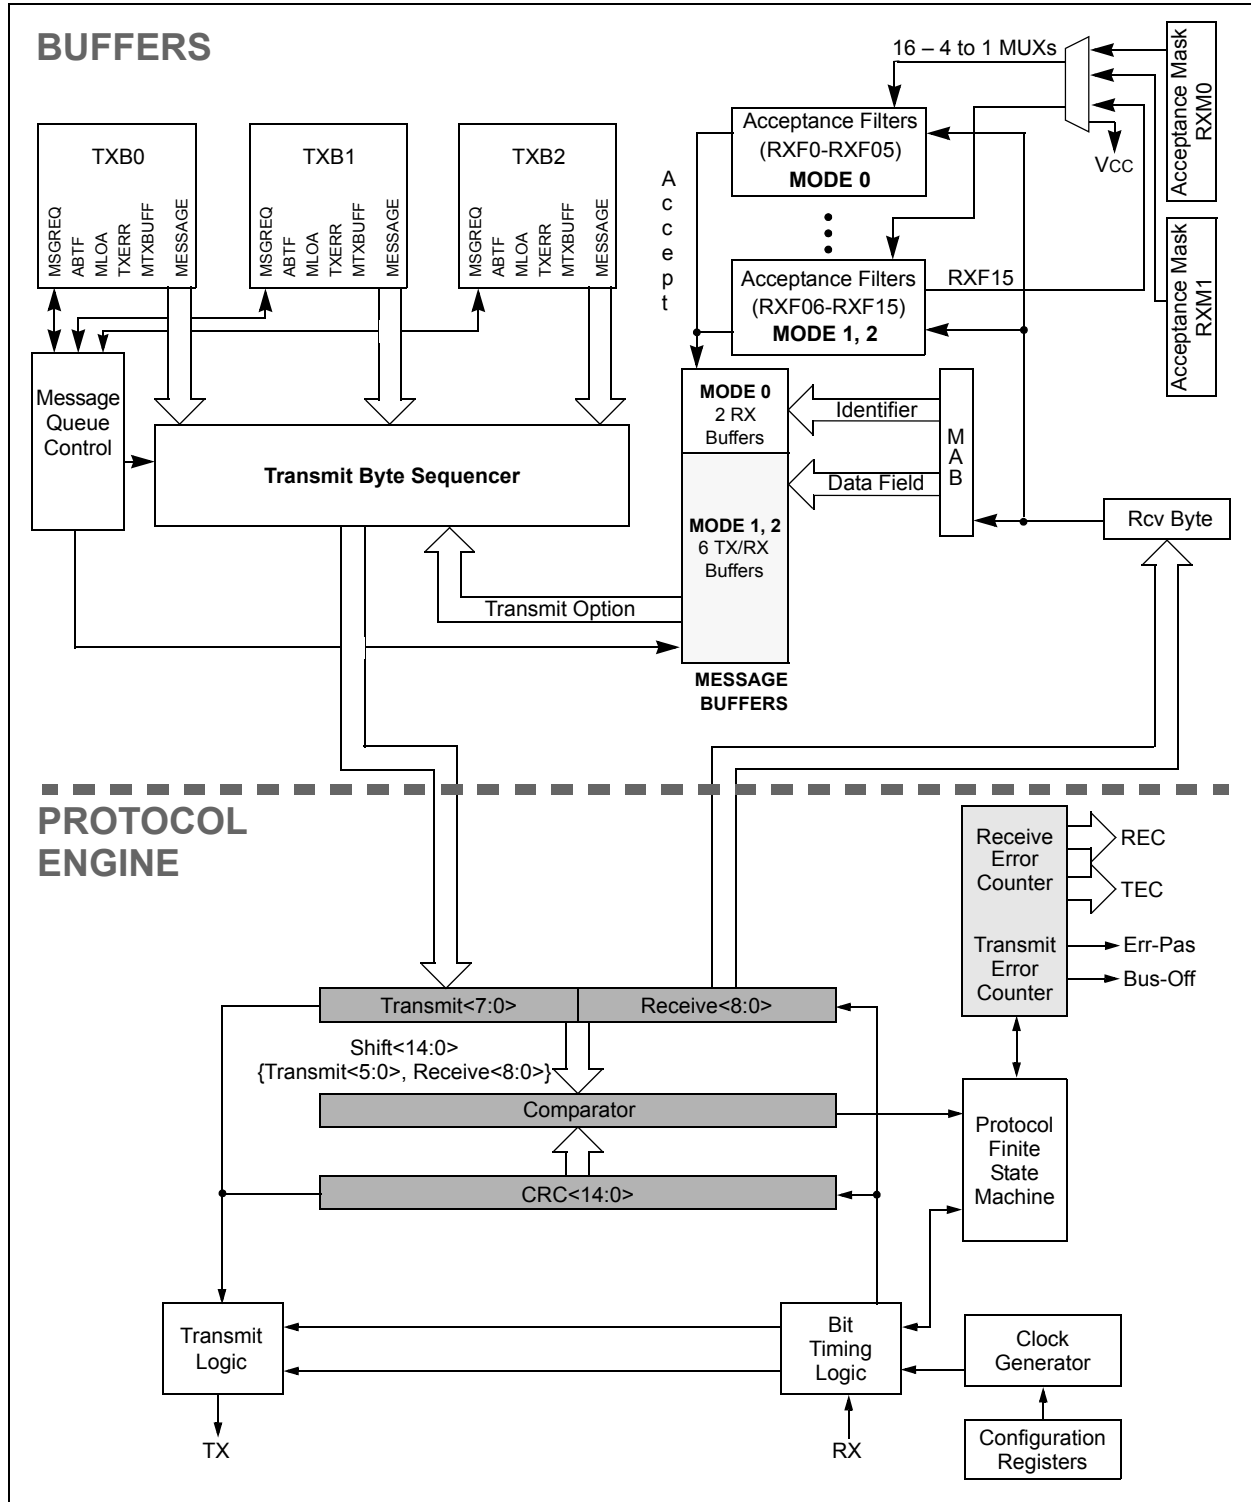 BUFFERS
16 – 4 to 1 MUXs
Acceptance Mask
RXM0
VCC
Acceptance Filters
(RXF0-RXF05)
MODE 0
Accept
TXB0
MSGREQ
ABTF
MLOA
TXERR
MTXBUFF
MESSAGE
TXB1
MSGREQ
ABTF
MLOA
TXERR
MTXBUFF
MESSAGE
TXB2
MSGREQ
ABTF
MLOA
TXERR
MTXBUFF
MESSAGE
Acceptance Filters
(RXF06-RXF15)
MODE 1, 2
RXF15
Acceptance Mask
RXM1
Message
Queue
Control
Transmit Byte Sequencer
MODE 0
2 RX
Buffers
Identifier
Data Field
MAB
Rcv Byte
MODE 1, 2
6 TX/RX
Buffers
Transmit Option
MESSAGE
BUFFERS
PROTOCOL
ENGINE
Receive
Error
Counter
REC
TEC
Transmit
Error
Counter
Err-Pas
Bus-Off
Transmit<7:0>
Receive<8:0>
Shift<14:0>
{Transmit<5:0>, Receive<8:0>}
Comparator
CRC<14:0>
Protocol
Finite
State
Machine
Transmit
Logic
Bit
Timing
Logic
Clock
Generator
TX
RX
Configuration
Registers